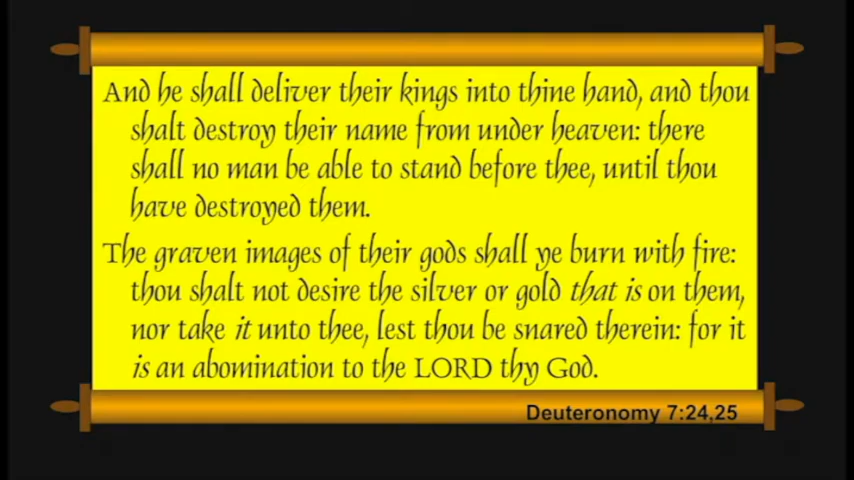 And he shall deliver their kings into thine hand, and thou
shalt destroy their name from under heaven: there
shall no man be able to stand before thee, until thou
have destroyed them.
The graven images of their gods shall ye burn with fire:
thou shalt not desire the silver or gold that is on them,
nor take it unto thee, lest thou be snared therein: for it
is an abomination to the LORD thy God.
Deuteronomy 7:24,25